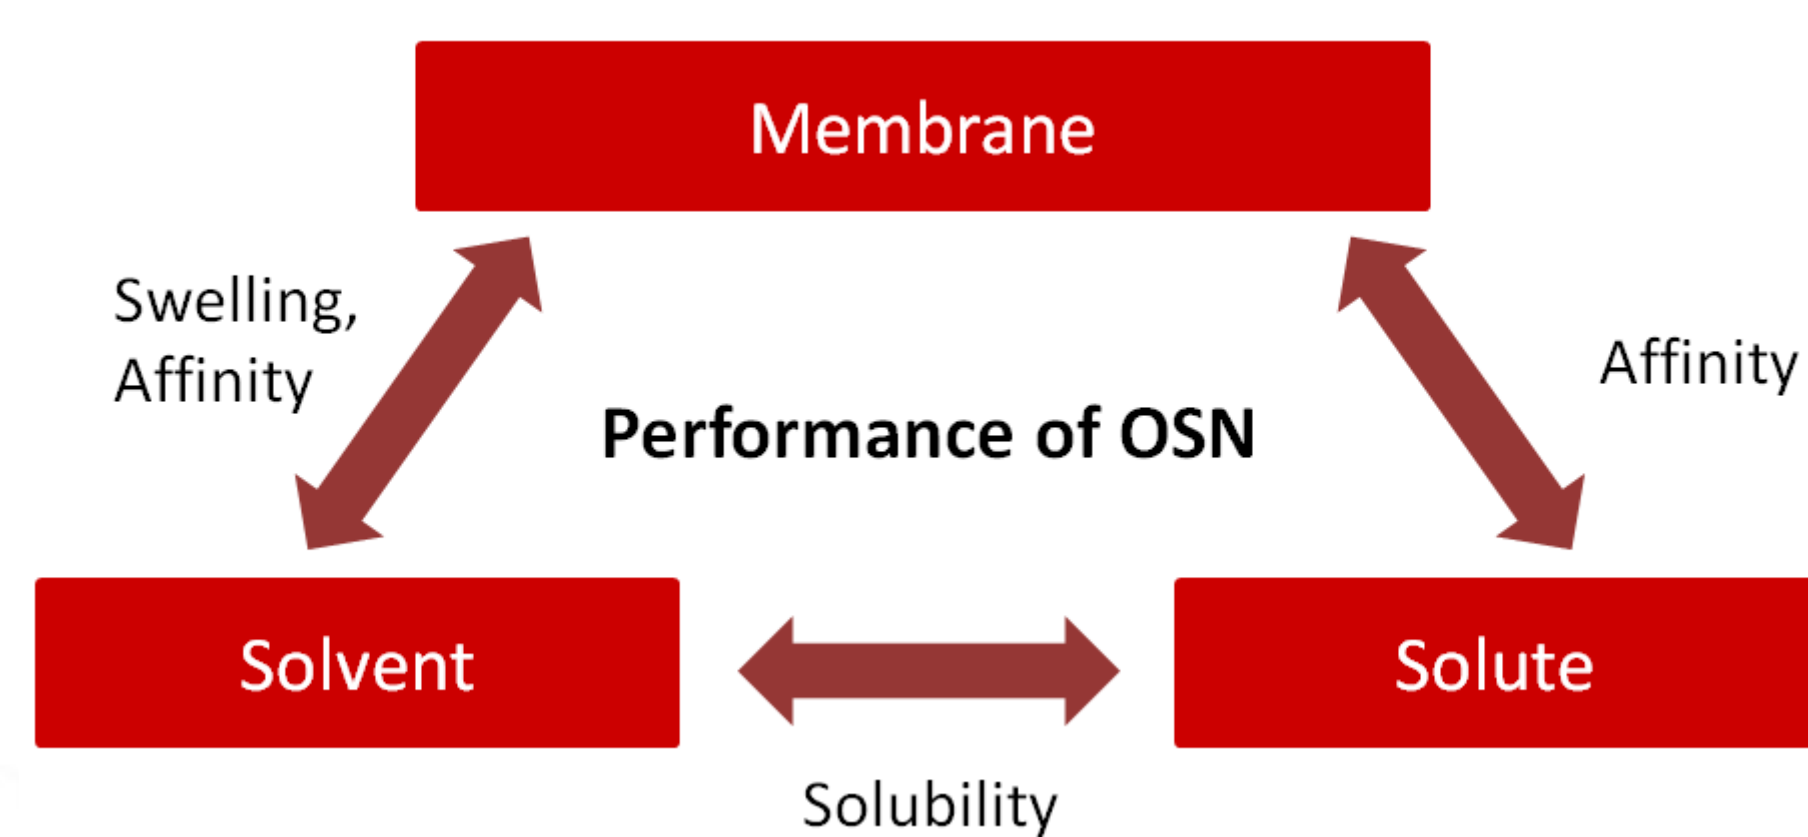 Membrane
Swelling,
Affinity
Affinity
Performance of OSN
Solvent
Solute
Solubility